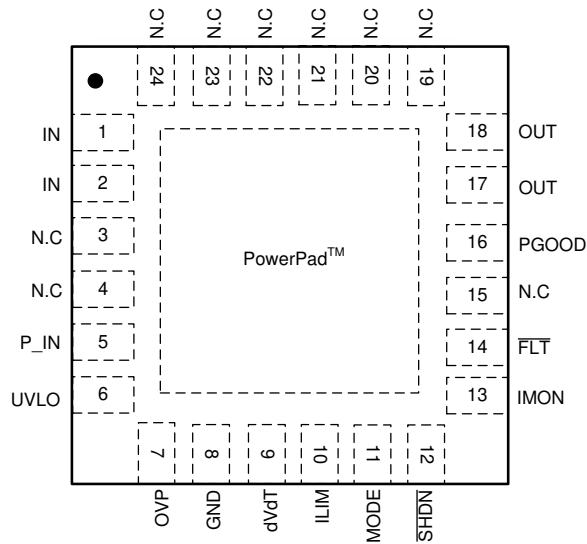 N.C N.C N.C N.C N.C N.C
24 23 22 21 20 19
IN 1 18 OUT
IN 2 17 OUT
N.C 3 16 PGOOD
N.C 4 15 N.C
P_IN 5 14 FLT
UVLO 6 13 IMON
PowerPad™
7 8 9 10 11 12
OVP GND dVdT ILIM MODE SHDN